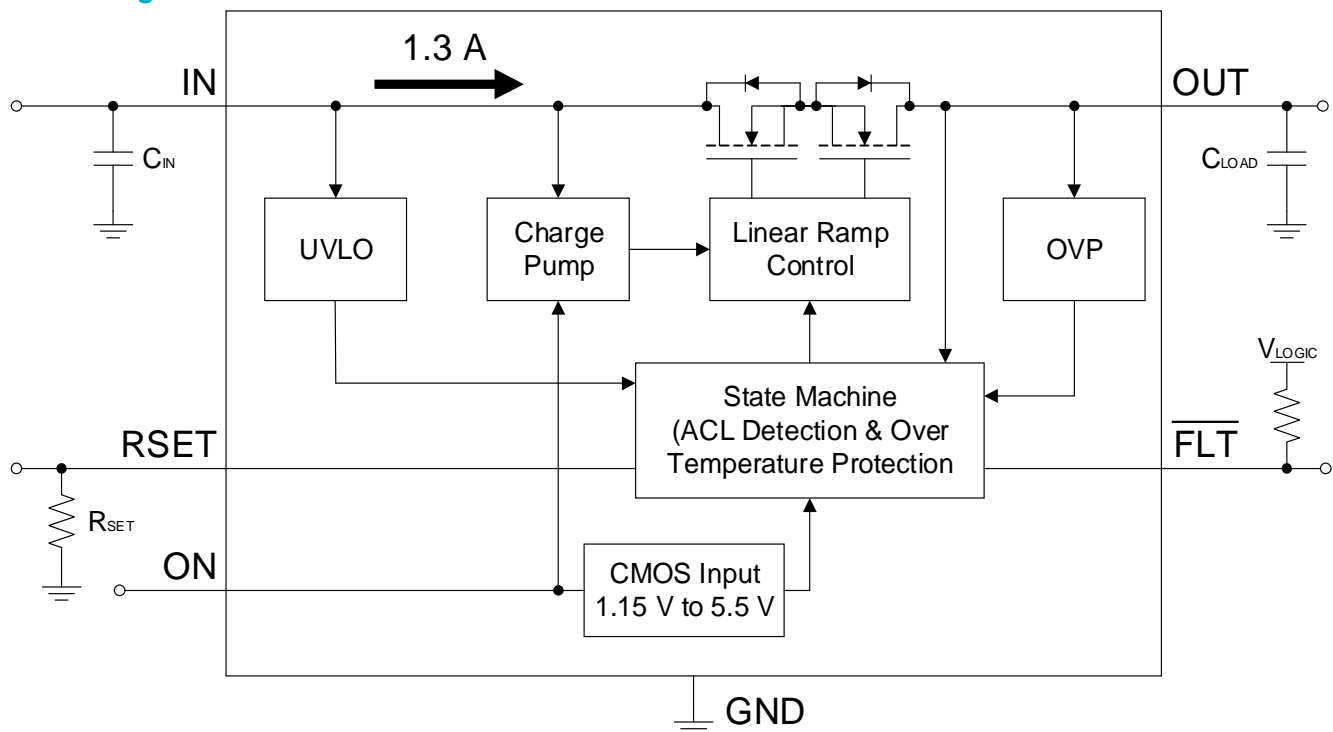 1.3 A
IN
OUT
CIN
CLOAD
UVLO
Charge
Pump
Linear Ramp
Control
OVP
VLOGIC
State Machine
(ACL Detection & Over
Temperature Protection
RSET
FLT
RSET
ON
CMOS Input
1.15 V to 5.5 V
GND